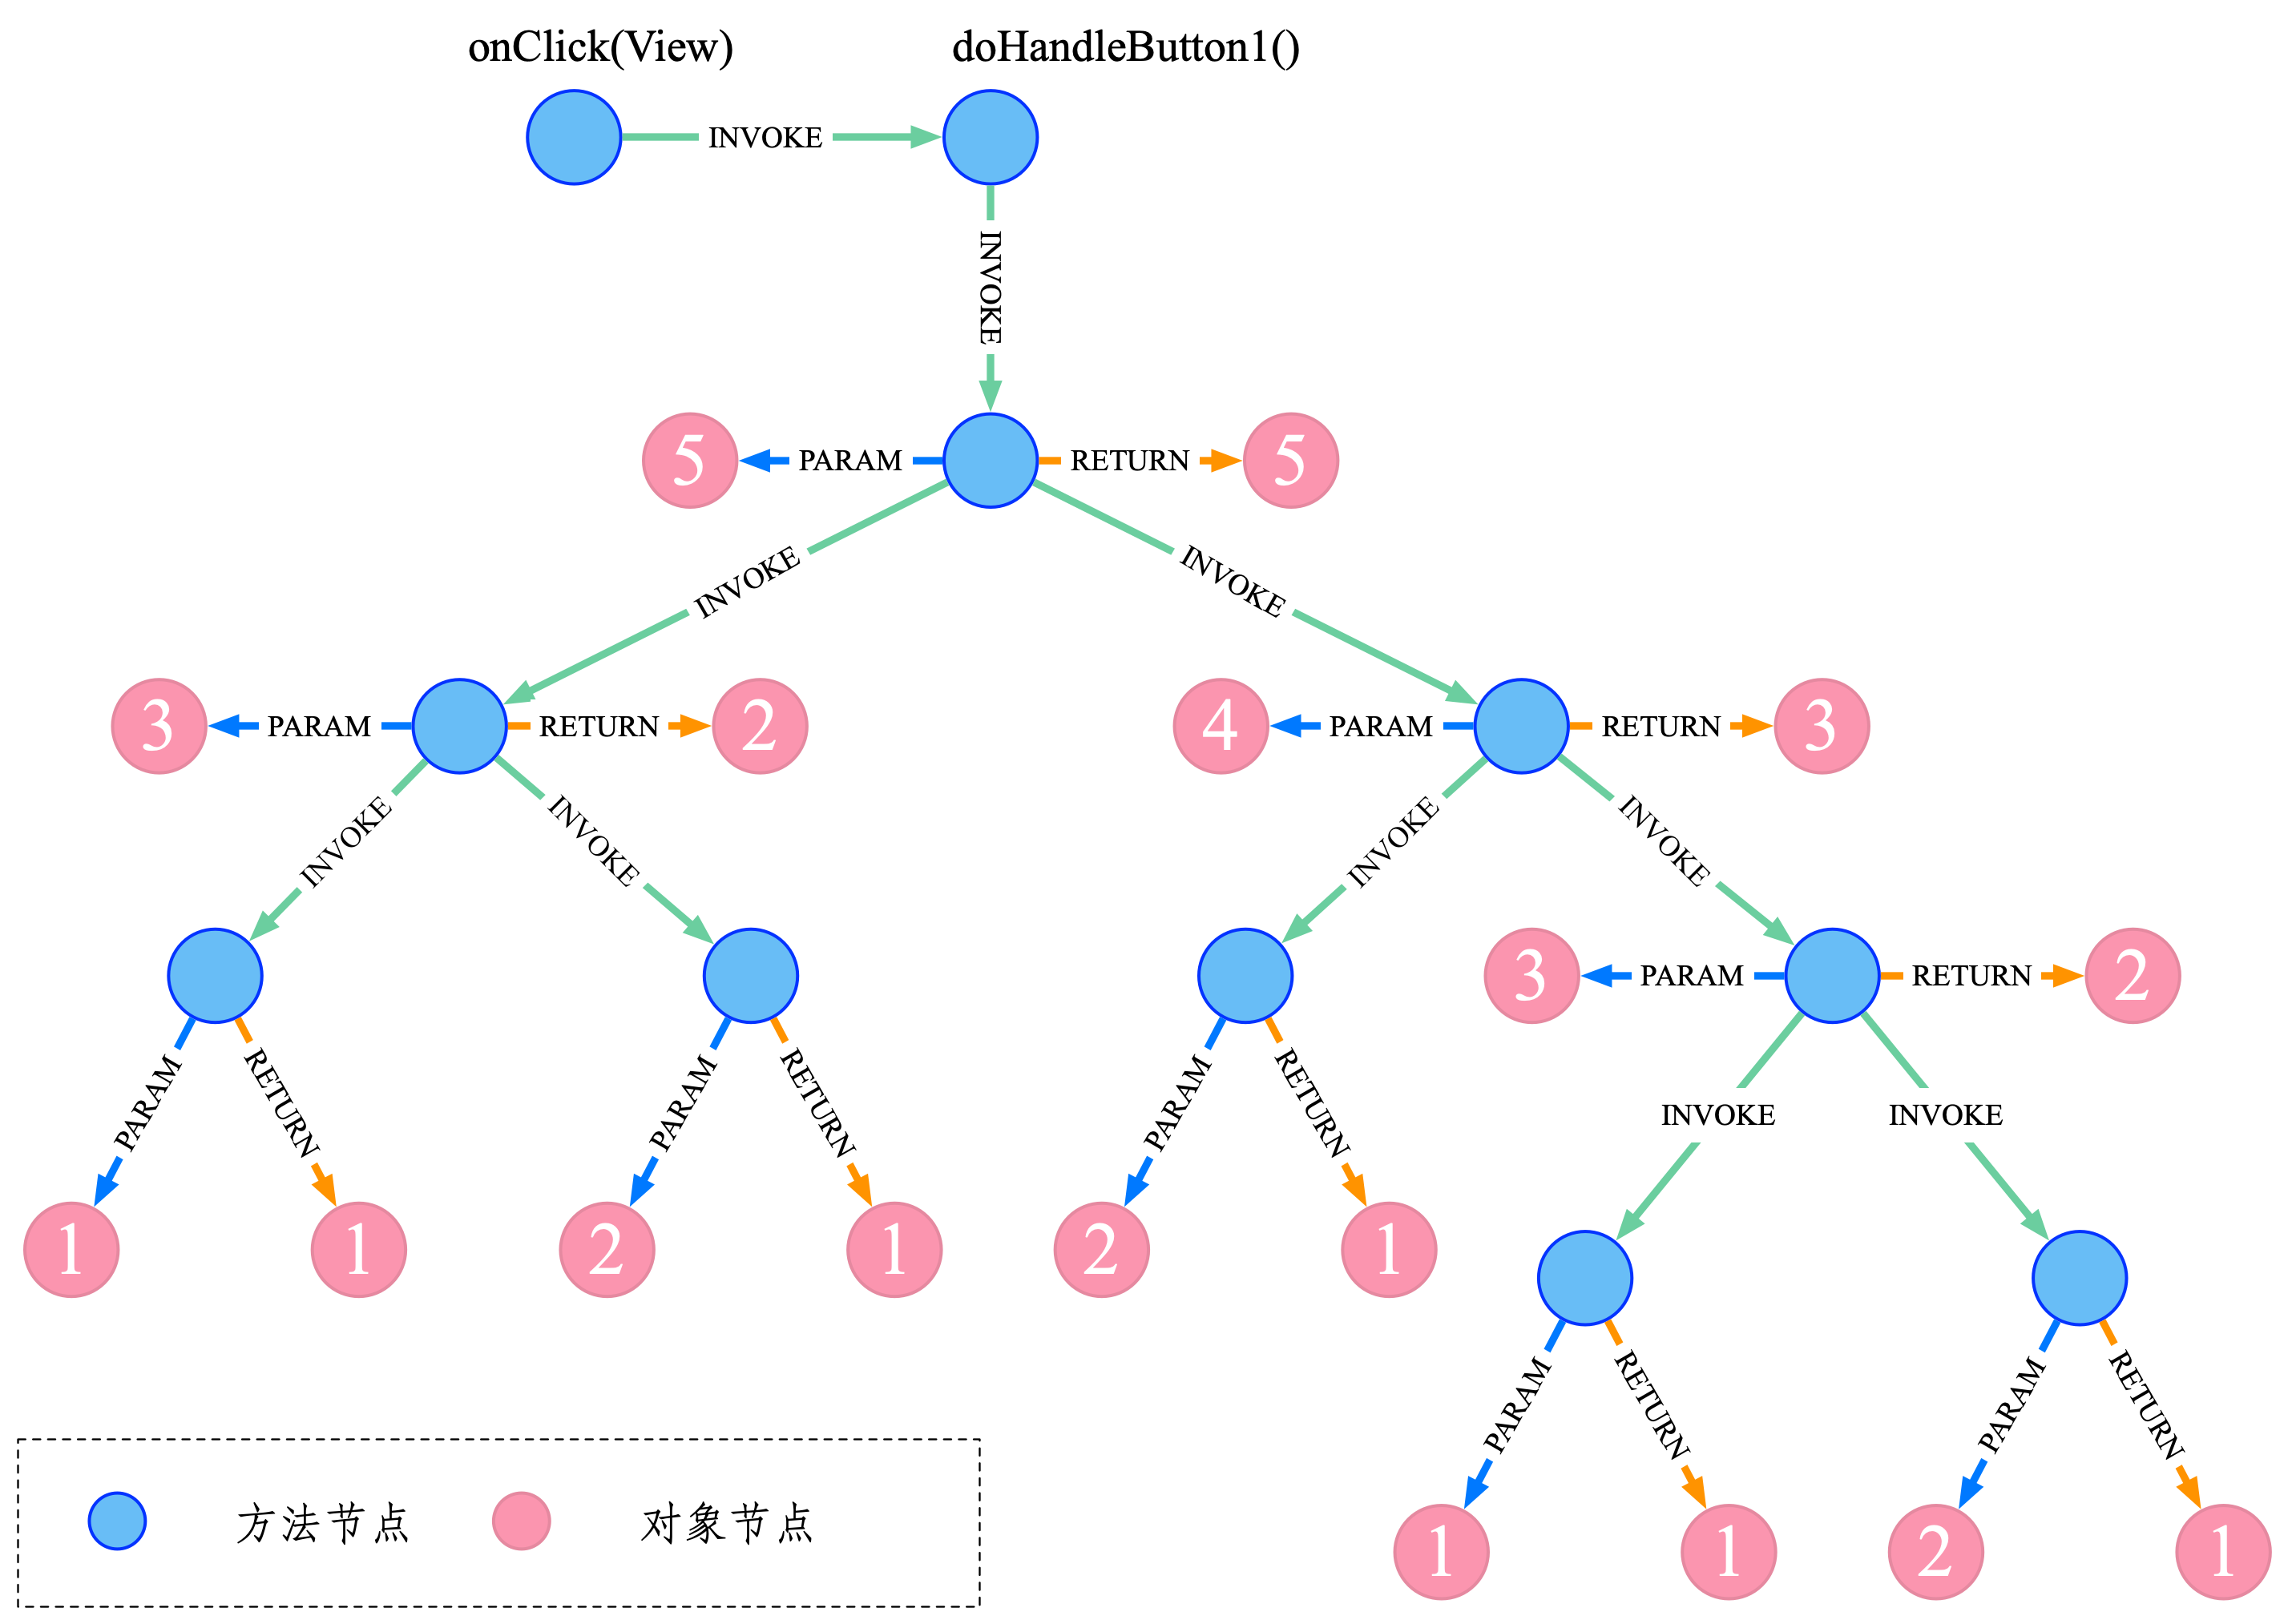 onClick(View)
doHandleButton1()
INVOKE
INVOKE
5
PARAM
RETURN
5
INVOKE
INVOKE
3
PARAM
RETURN
2
4
PARAM
RETURN
3
INVOKE
INVOKE
INVOKE
INVOKE
3
PARAM
RETURN
2
PARAM
RETURN
PARAM
RETURN
PARAM
RETURN
INVOKE
INVOKE
1
1
2
1
2
1
PARAM
RETURN
PARAM
RETURN
1
1
2
1
方法节点
对象节点